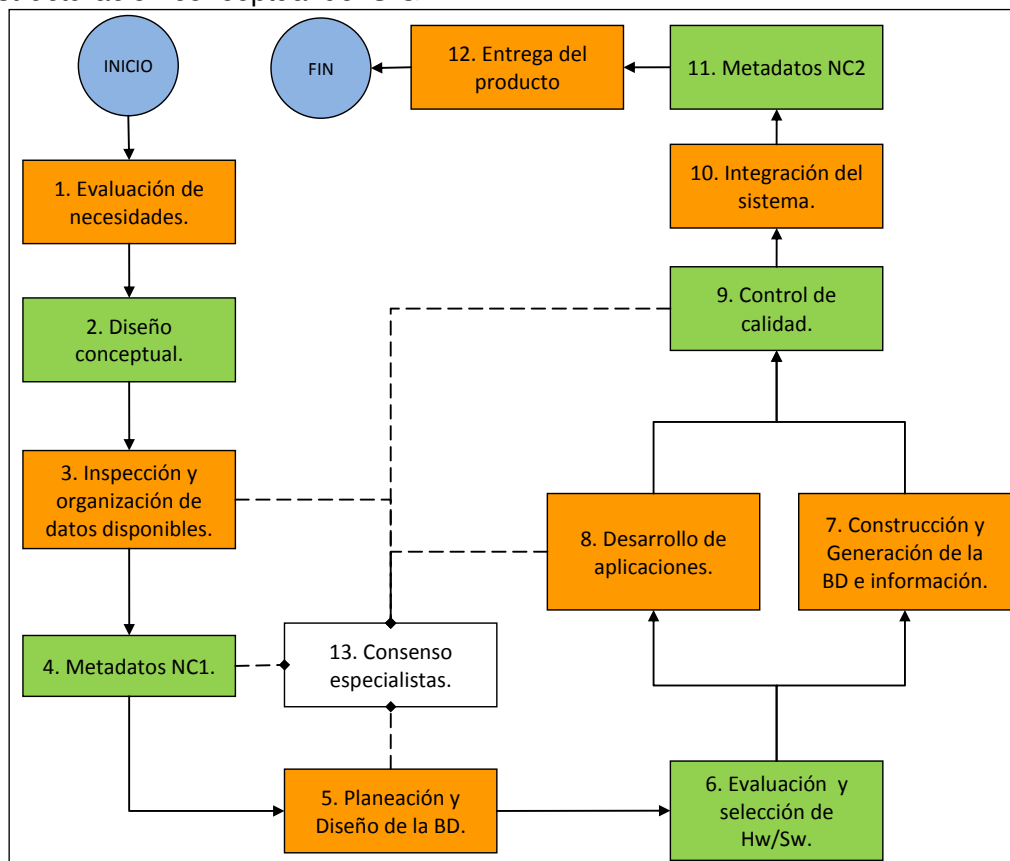 INICIO
FIN
12. Entrega del
producto
11. Metadatos NC2
1. Evaluación de
necesidades.
10. Integración del
sistema.
2. Diseño
conceptual.
9. Control de
calidad.
3. Inspección y
organización de
datos disponibles.
8. Desarrollo de
aplicaciones.
7. Construcción y
Generación de la
BD e información.
4. Metadatos NC1.
13. Consenso
especialistas.
5. Planeación y
Diseño de la BD.
6. Evaluación y
selección de
Hw/Sw.